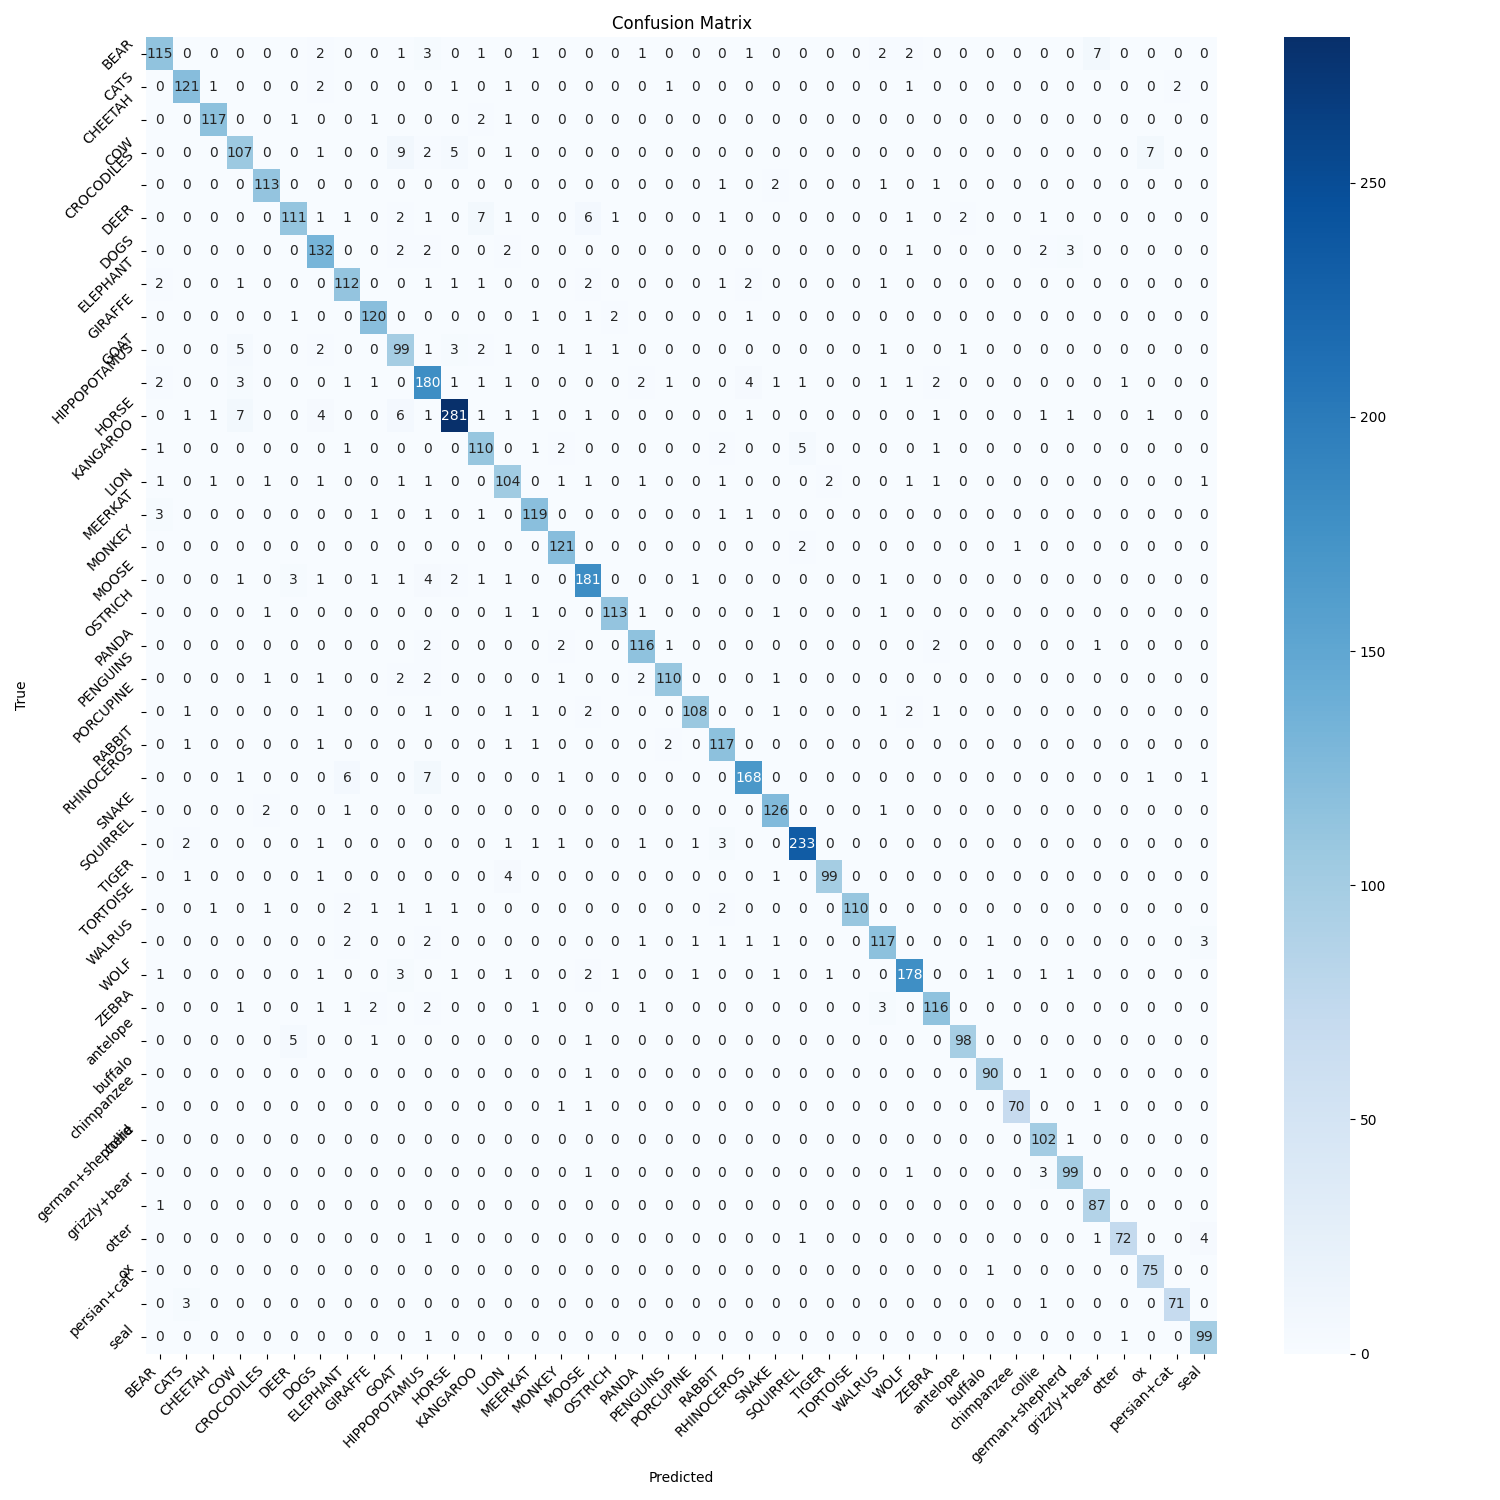 Confusion Matrix
BEAR 115 0 0 0 0 0 2 0 0 1 3 0 1 0 1 0 0 0 1 0 0 0 1 0 0 0 0 2 2 0 0 0 0 0 0 7 0 0 0 0
CATS 0 121 1 0 0 0 2 0 0 0 0 1 0 1 0 0 0 0 0 1 0 0 0 0 0 0 0 0 1 0 0 0 0 0 0 0 0 0 2 0
CHEETAH 0 0 117 0 0 1 0 0 1 0 0 0 2 1 0 0 0 0 0 0 0 0 0 0 0 0 0 0 0 0 0 0 0 0 0 0 0 0 0 0
COW 0 0 0 107 0 0 1 0 0 9 2 5 0 1 0 0 0 0 0 0 0 0 0 0 0 0 0 0 0 0 0 0 0 0 0 0 0 7 0 0
CROCODILES 0 0 0 0 113 0 0 0 0 0 0 0 0 0 0 0 0 0 0 0 0 1 0 2 0 0 0 1 0 1 0 0 0 0 0 0 0 0 0 0
DEER 0 0 0 0 0 111 1 1 0 2 1 0 7 1 0 0 6 1 0 0 0 1 0 0 0 0 0 0 1 0 2 0 0 1 0 0 0 0 0 0
DOGS 0 0 0 0 0 0 132 0 0 2 2 0 0 2 0 0 0 0 0 0 0 0 0 0 0 0 0 0 1 0 0 0 0 2 3 0 0 0 0 0
ELEPHANT 2 0 0 1 0 0 0 112 0 0 1 1 1 0 0 0 2 0 0 0 0 1 2 0 0 0 0 1 0 0 0 0 0 0 0 0 0 0 0 0
GIRAFFE 0 0 0 0 0 1 0 0 120 0 0 0 0 0 1 0 1 2 0 0 0 0 1 0 0 0 0 0 0 0 0 0 0 0 0 0 0 0 0 0
GOAT 0 0 0 5 0 0 2 0 0 99 1 3 2 1 0 1 1 1 0 0 0 0 0 0 0 0 0 1 0 0 1 0 0 0 0 0 0 0 0 0
HIPPOPOTAMUS 2 0 0 3 0 0 0 1 1 0 180 1 1 1 0 0 0 0 2 1 0 0 4 1 1 0 0 1 1 2 0 0 0 0 0 0 1 0 0 0
HORSE 0 1 1 7 0 0 4 0 0 6 1 281 1 1 1 0 1 0 0 0 0 0 1 0 0 0 0 0 0 1 0 0 0 1 1 0 0 1 0 0
KANGAROO 1 0 0 0 0 0 0 1 0 0 0 0 110 0 1 2 0 0 0 0 0 2 0 0 5 0 0 0 0 1 0 0 0 0 0 0 0 0 0 0
LION 1 0 1 0 1 0 1 0 0 1 1 0 0 104 0 1 1 0 1 0 0 1 0 0 0 2 0 0 1 1 0 0 0 0 0 0 0 0 0 1
MEERKAT 3 0 0 0 0 0 0 0 1 0 1 0 1 0 119 0 0 0 0 0 0 1 1 0 0 0 0 0 0 0 0 0 0 0 0 0 0 0 0 0
MONKEY 0 0 0 0 0 0 0 0 0 0 0 0 0 0 0 121 0 0 0 0 0 0 0 0 2 0 0 0 0 0 0 0 1 0 0 0 0 0 0 0
MOOSE 0 0 0 1 0 3 1 0 1 1 4 2 1 1 0 0 181 0 0 0 1 0 0 0 0 0 0 1 0 0 0 0 0 0 0 0 0 0 0 0
OSTRICH 0 0 0 0 1 0 0 0 0 0 0 0 0 1 1 0 0 113 1 0 0 0 0 1 0 0 0 1 0 0 0 0 0 0 0 0 0 0 0 0
PANDA 0 0 0 0 0 0 0 0 0 0 2 0 0 0 0 2 0 0 116 1 0 0 0 0 0 0 0 0 0 2 0 0 0 0 0 1 0 0 0 0
PENGUINS 0 0 0 0 1 0 1 0 0 2 2 0 0 0 0 1 0 0 2 110 0 0 0 1 0 0 0 0 0 0 0 0 0 0 0 0 0 0 0 0
PORCUPINE 0 1 0 0 0 0 1 0 0 0 1 0 0 1 1 0 2 0 0 0 108 0 0 1 0 0 0 1 2 1 0 0 0 0 0 0 0 0 0 0
RABBIT 0 1 0 0 0 0 1 0 0 0 0 0 0 1 1 0 0 0 0 2 0 117 0 0 0 0 0 0 0 0 0 0 0 0 0 0 0 0 0 0
RHINOCEROS 0 0 0 1 0 0 0 6 0 0 7 0 0 0 0 1 0 0 0 0 0 0 168 0 0 0 0 0 0 0 0 0 0 0 0 0 0 1 0 1
SNAKE 0 0 0 0 2 0 0 1 0 0 0 0 0 0 0 0 0 0 0 0 0 0 0 126 0 0 0 1 0 0 0 0 0 0 0 0 0 0 0 0
SQUIRREL 0 2 0 0 0 0 1 0 0 0 0 0 0 1 1 1 0 0 1 0 1 3 0 0 233 0 0 0 0 0 0 0 0 0 0 0 0 0 0 0
TIGER 0 1 0 0 0 0 1 0 0 0 0 0 0 4 0 0 0 0 0 0 0 0 0 1 0 99 0 0 0 0 0 0 0 0 0 0 0 0 0 0
TORTOISE 0 0 1 0 1 0 0 2 1 1 1 1 0 0 0 0 0 0 0 0 0 2 0 0 0 0 110 0 0 0 0 0 0 0 0 0 0 0 0 0
WALRUS 0 0 0 0 0 0 0 2 0 0 2 0 0 0 0 0 0 0 1 0 1 1 1 1 0 0 0 117 0 0 0 1 0 0 0 0 0 0 0 3
WOLF 1 0 0 0 0 0 1 0 0 3 0 1 0 1 0 0 2 1 0 0 1 0 0 1 0 1 0 0 178 0 0 1 0 1 1 0 0 0 0 0
ZEBRA 0 0 0 1 0 0 1 1 2 0 2 0 0 0 1 0 0 0 1 0 0 0 0 0 0 0 0 3 0 116 0 0 0 0 0 0 0 0 0 0
antelope 0 0 0 0 0 5 0 0 1 0 0 0 0 0 0 0 1 0 0 0 0 0 0 0 0 0 0 0 0 0 98 0 0 0 0 0 0 0 0 0
buffalo 0 0 0 0 0 0 0 0 0 0 0 0 0 0 0 0 1 0 0 0 0 0 0 0 0 0 0 0 0 0 0 90 0 1 0 0 0 0 0 0
chimpanzee 0 0 0 0 0 0 0 0 0 0 0 0 0 0 0 1 1 0 0 0 0 0 0 0 0 0 0 0 0 0 0 0 70 0 0 1 0 0 0 0
collie 0 0 0 0 0 0 0 0 0 0 0 0 0 0 0 0 0 0 0 0 0 0 0 0 0 0 0 0 0 0 0 0 0 102 1 0 0 0 0 0
german+shepherd 0 0 0 0 0 0 0 0 0 0 0 0 0 0 0 0 1 0 0 0 0 0 0 0 0 0 0 0 1 0 0 0 0 3 99 0 0 0 0 0
grizzly+bear 1 0 0 0 0 0 0 0 0 0 0 0 0 0 0 0 0 0 0 0 0 0 0 0 0 0 0 0 0 0 0 0 0 0 0 87 0 0 0 0
otter 0 0 0 0 0 0 0 0 0 0 1 0 0 0 0 0 0 0 0 0 0 0 0 0 1 0 0 0 0 0 0 0 0 0 0 1 72 0 0 4
ox 0 0 0 0 0 0 0 0 0 0 0 0 0 0 0 0 0 0 0 0 0 0 0 0 0 0 0 0 0 0 0 1 0 0 0 0 0 75 0 0
persian+cat 0 3 0 0 0 0 0 0 0 0 0 0 0 0 0 0 0 0 0 0 0 0 0 0 0 0 0 0 0 0 0 0 0 1 0 0 0 0 71 0
seal 0 0 0 0 0 0 0 0 0 0 1 0 0 0 0 0 0 0 0 0 0 0 0 0 0 0 0 0 0 0 0 0 0 0 0 0 1 0 0 99
True
BEAR CATS CHEETAH COW CROCODILES DEER DOGS ELEPHANT GIRAFFE GOAT HIPPOPOTAMUS HORSE KANGAROO LION MEERKAT MONKEY MOOSE OSTRICH PANDA PENGUINS PORCUPINE RABBIT RHINOCEROS SNAKE SQUIRREL TIGER TORTOISE WALRUS WOLF ZEBRA antelope buffalo chimpanzee collie german+shepherd grizzly+bear otter ox persian+cat seal
Predicted
250
200
150
100
50
0